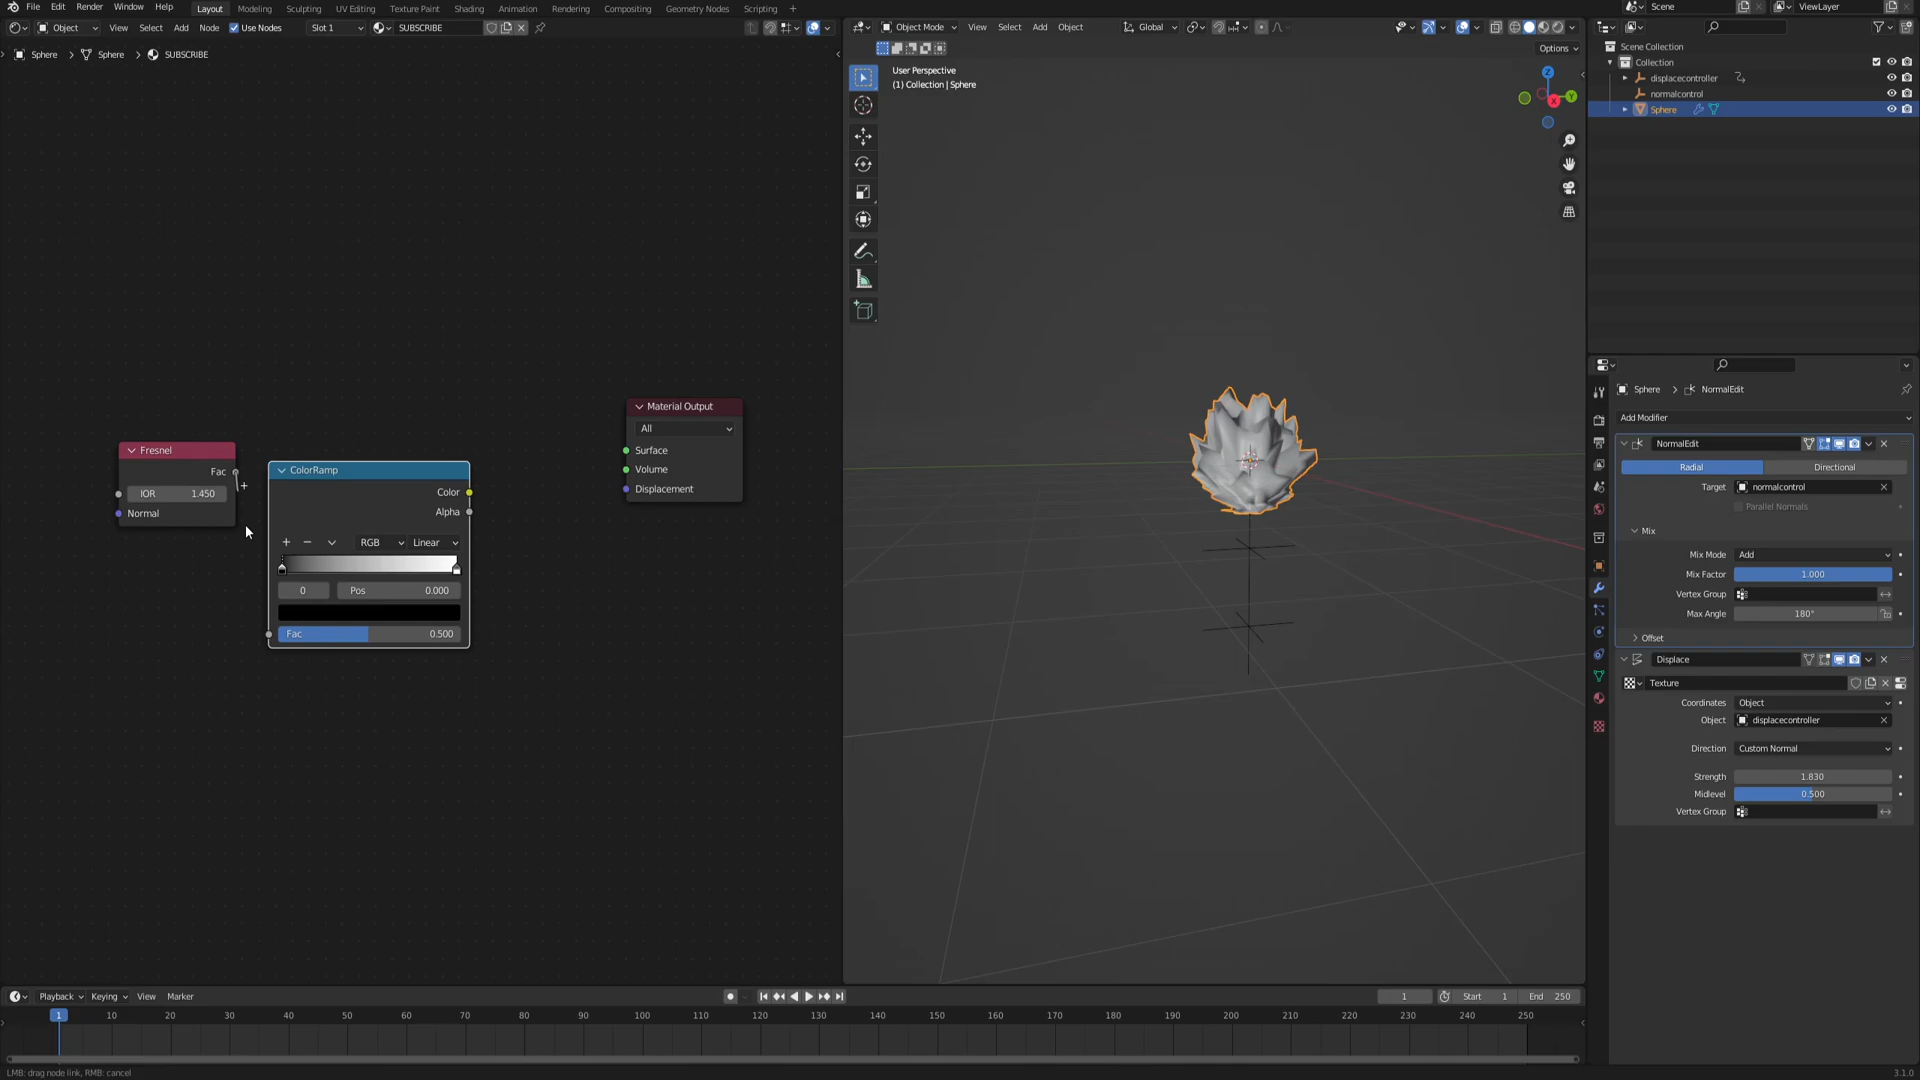 File Edit Render Window Help Layout Modeling Sculpting UV Editing Texture Paint Shading Animation Rendering Compositing Geometry Nodes Scripting + Scene ViewLayer
Object View Select Add Node Use Nodes Slot 1 SUBSCRIBE
Object Mode View Select Add Object Global
Options
Sphere > Sphere > SUBSCRIBE
User Perspective
(1) Collection | Sphere
Z
X
Y
Scene Collection
Collection
displacecontroller
normalcontrol
Sphere
Fresnel
Fac
IOR 1.450
Normal
ColorRamp
Color
Alpha
RGB Linear
0 Pos 0.000
Fac 0.500
Material Output
All
Surface
Volume
Displacement
Sphere > NormalEdit
Add Modifier
NormalEdit
Radial Directional
Target normalcontrol
Parallel Normals
Mix
Mix Mode Add
Mix Factor 1.000
Vertex Group
Max Angle 180°
Offset
Displace
Texture
Coordinates Object
Object displacecontroller
Direction Custom Normal
Strength 1.830
Midlevel 0.500
Vertex Group
Playback Keying View Marker 1 Start 1 End 250
1 10 20 30 40 50 60 70 80 90 100 110 120 130 140 150 160 170 180 190 200 210 220 230 240 250
LMB: drag node link, RMB: cancel
3.1.0